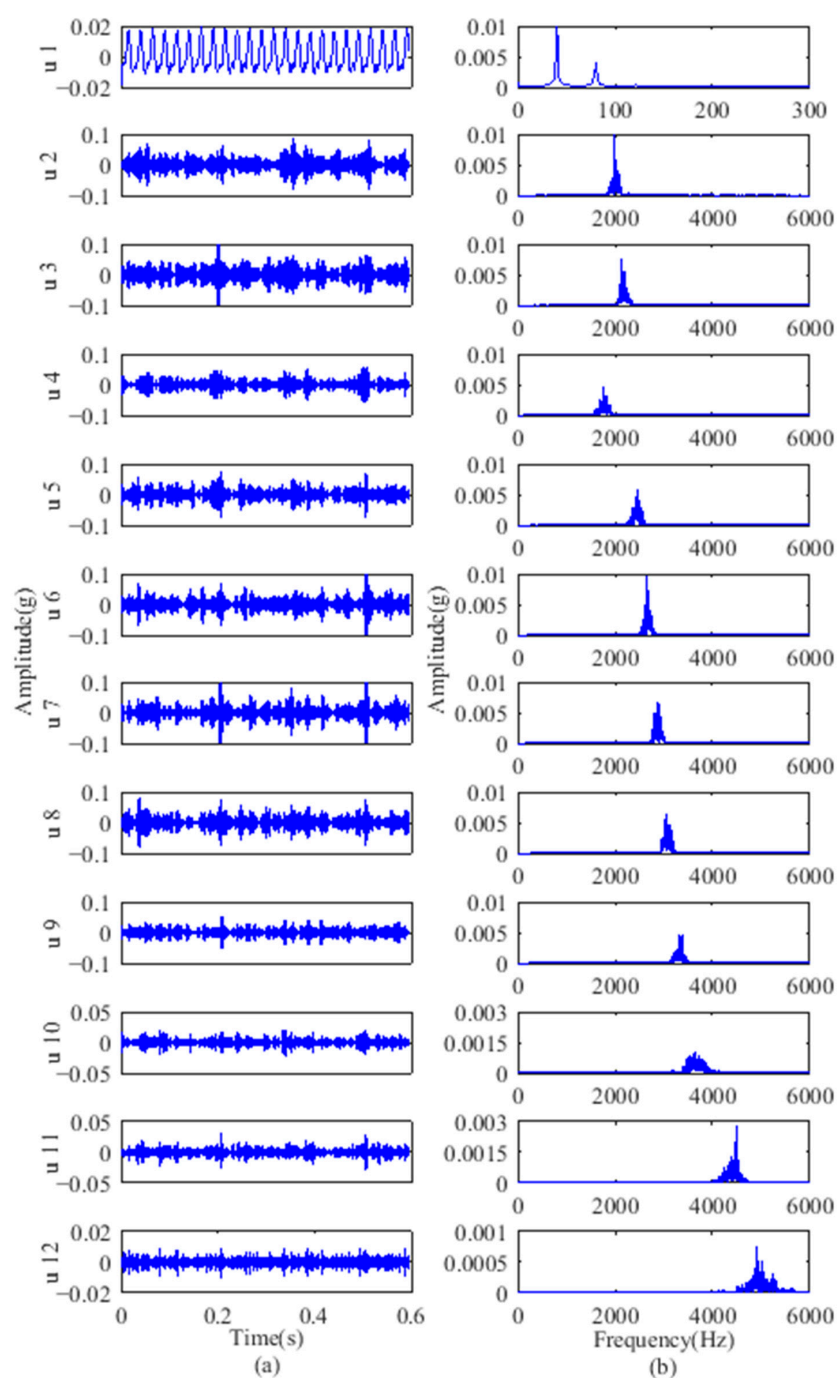 0.02 0.01
u 1 0 0.005
−0.02 0
0 100 200 300
0.1 0.01
u 2 0 0.005
−0.1 0
0 2000 4000 6000
0.1 0.01
u 3 0 0.005
−0.1 0
0 2000 4000 6000
0.1 0.01
u 4 0 0.005
−0.1 0
0 2000 4000 6000
0.1 0.01
u 5 0 0.005
−0.1 0
0 2000 4000 6000
Amplitude(g) Amplitude(g)
0.1 0.01
u 6 0 0.005
−0.1 0
0 2000 4000 6000
0.1 0.01
u 7 0 0.005
−0.1 0
0 2000 4000 6000
0.1 0.01
u 8 0 0.005
−0.1 0
0 2000 4000 6000
0.1 0.01
u 9 0 0.005
−0.1 0
0 2000 4000 6000
0.05 0.003
u 10 0 0.0015
−0.05 0
0 2000 4000 6000
0.05 0.003
u 11 0 0.0015
−0.05 0
0 2000 4000 6000
0.02 0.001
u 12 0 0.0005
−0.02 0
0 0.2 0.4 0.6 0 2000 4000 6000
Time(s) Frequency(Hz)
(a) (b)